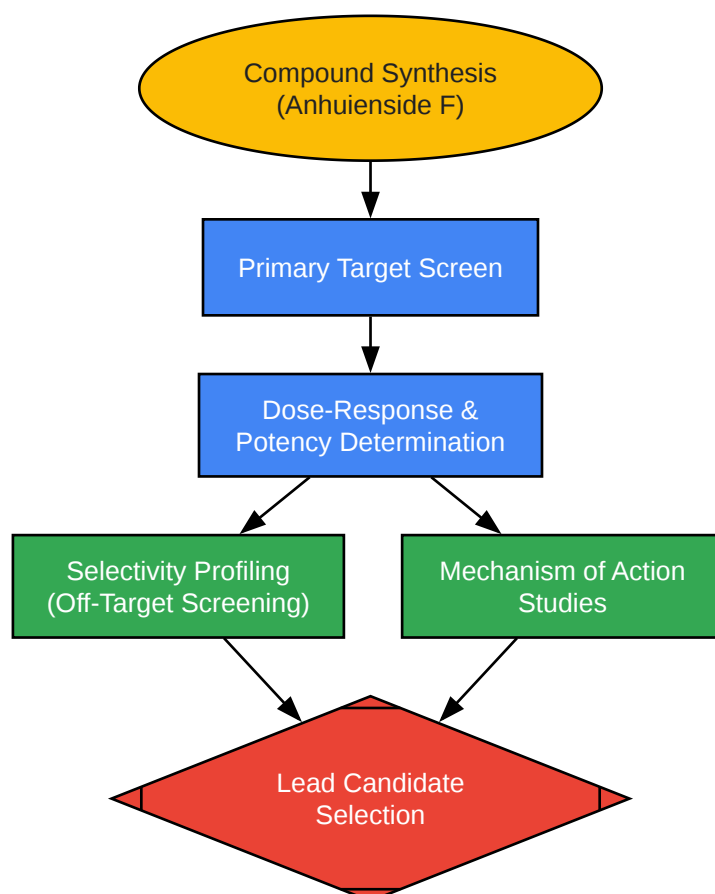 Compound Synthesis
(Anhuienside F)
Primary Target Screen
Dose-Response &
Potency Determination
Selectivity Profiling
(Off-Target Screening)
Mechanism of Action
Studies
Lead Candidate
Selection